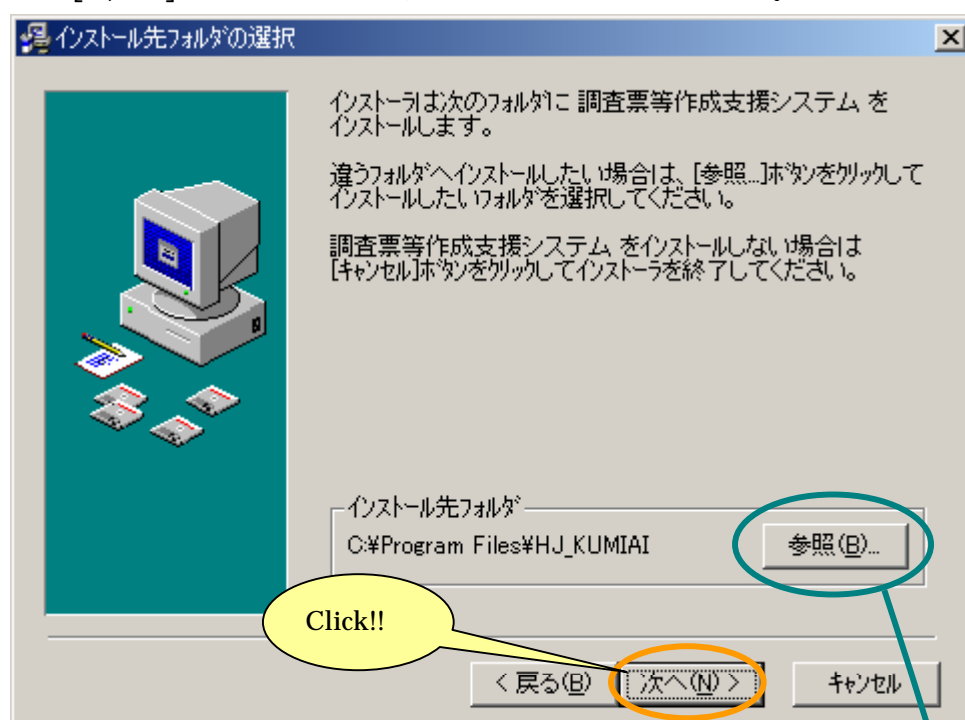 インストール先フォルダの選択
インストーラは次のフォルダに 調査票等作成支援システム を
インストールします。
違うフォルダへインストールしたい場合は、[参照...]ボタンをクリックして
インストールしたいフォルダを選択してください。
調査票等作成支援システム をインストールしない場合は
[キャンセル]ボタンをクリックしてインストーラを終了してください。
インストール先フォルダ
C:¥Program Files¥HJ_KUMIAI
参照(B)...
Click!!
< 戻る(B)
次へ(N) >
キャンセル